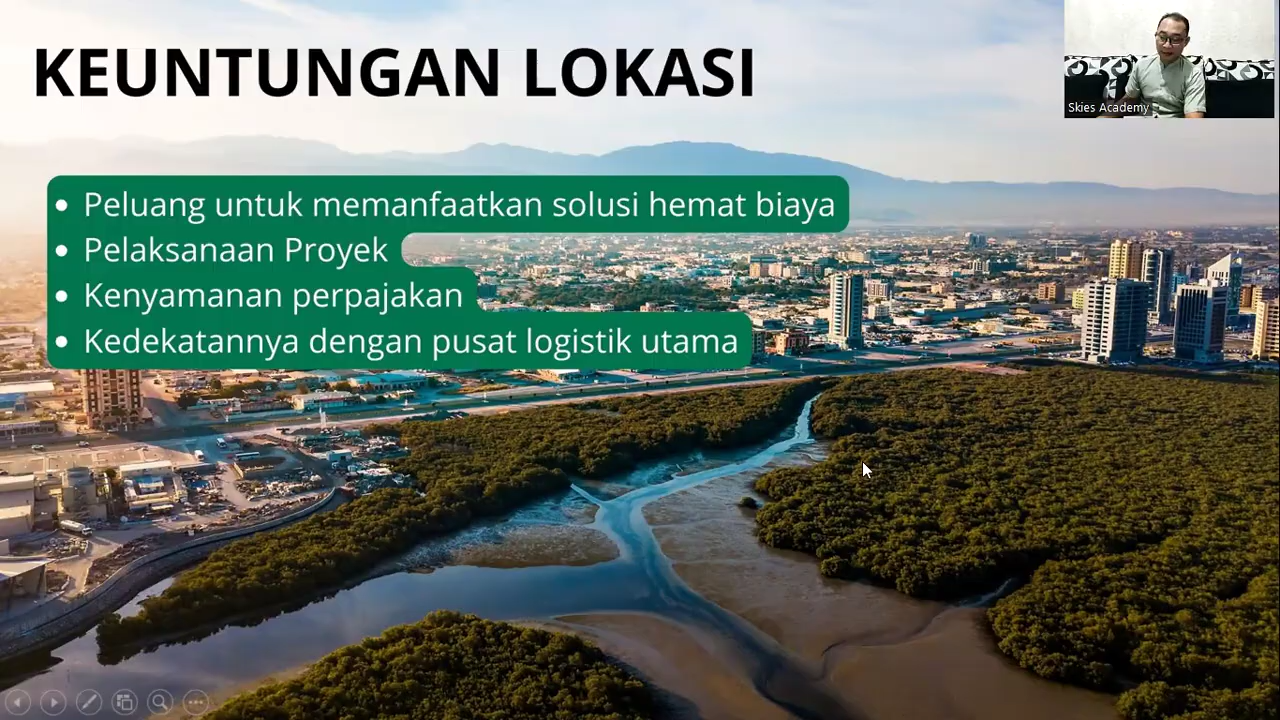 KEUNTUNGAN LOKASI
Skies Academy
Peluang untuk memanfaatkan solusi hemat biaya
Pelaksanaan Proyek
Kenyamanan perpajakan
Kedekatannya dengan pusat logistik utama